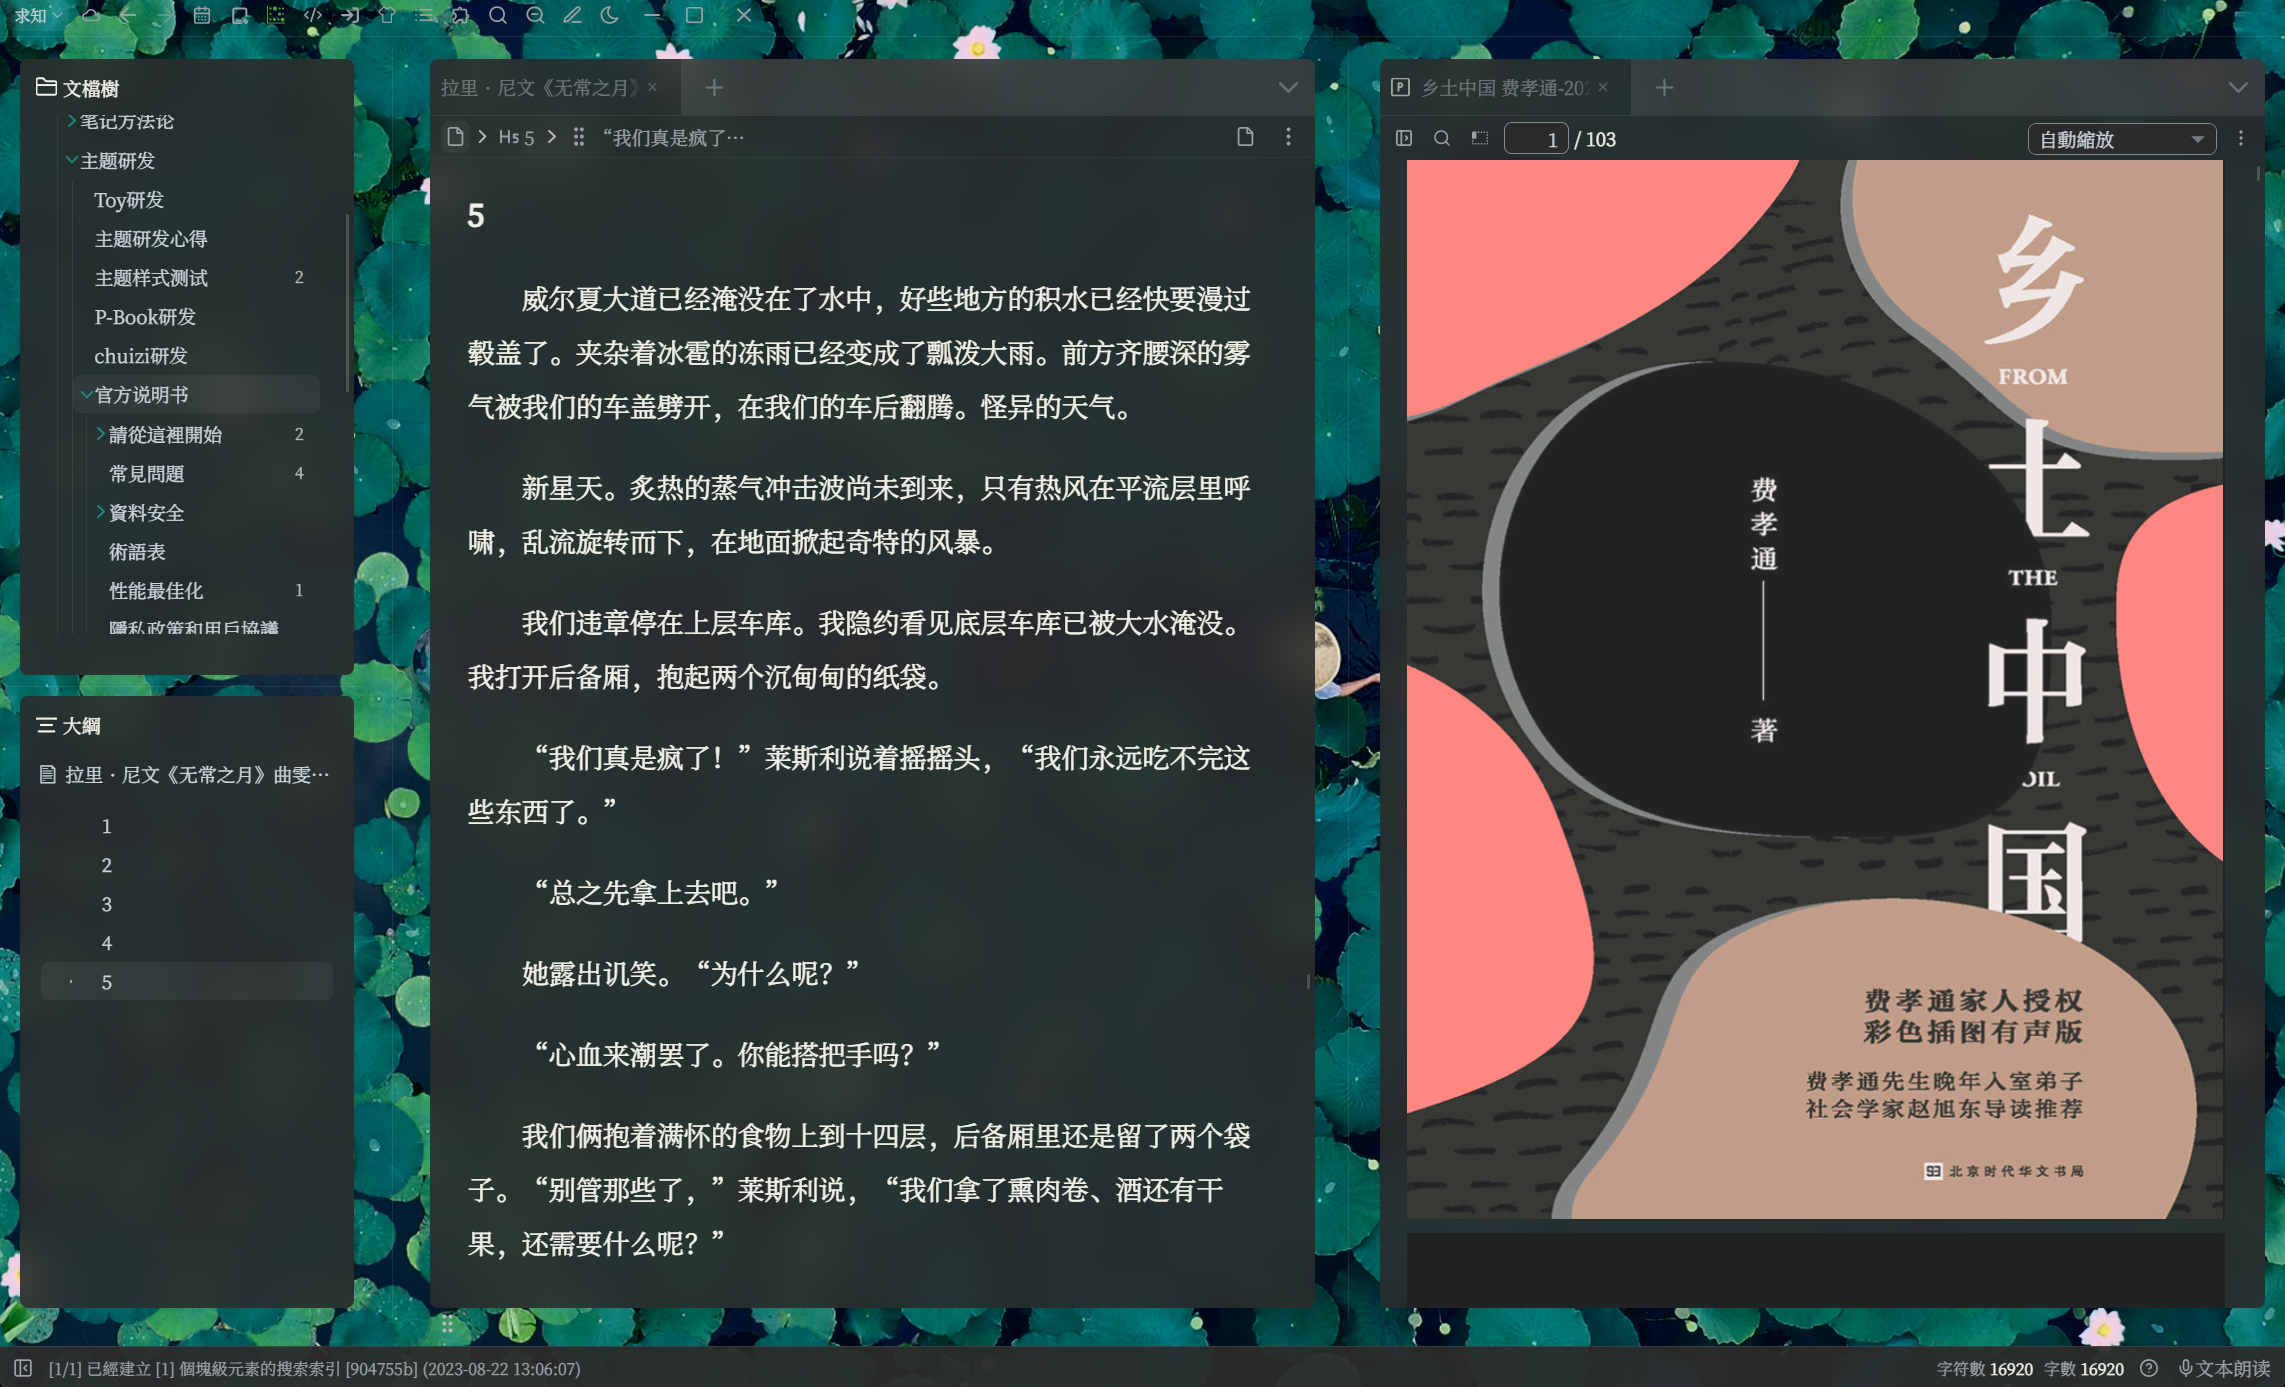 求知
文檔樹
笔记方法论
主题研发
Toy研发
主题研发心得
主题样式测试 2
P-Book研发
chuizi研发
官方说明书
請從這裡開始 2
常見問題 4
資料安全
術語表
性能最佳化 1
隱私政策和用戶協議
大綱
拉里 · 尼文《无常之月》曲雯…
1
2
3
4
5
拉里 · 尼文《无常之月》
Hs 5 “我们真是疯了…
5
威尔夏大道已经淹没在了水中，好些地方的积水已经快要漫过
毂盖了。夹杂着冰雹的冻雨已经变成了瓢泼大雨。前方齐腰深的雾
气被我们的车盖劈开，在我们的车后翻腾。怪异的天气。
新星天。炙热的蒸气冲击波尚未到来，只有热风在平流层里呼
啸，乱流旋转而下，在地面掀起奇特的风暴。
我们违章停在上层车库。我隐约看见底层车库已被大水淹没。
我打开后备厢，抱起两个沉甸甸的纸袋。
“我们真是疯了！”莱斯利说着摇摇头，“我们永远吃不完这
些东西了。”
“总之先拿上去吧。”
她露出讥笑。“为什么呢？”
“心血来潮罢了。你能搭把手吗？”
我们俩抱着满怀的食物上到十四层，后备厢里还是留了两个袋
子。“别管那些了，”莱斯利说，“我们拿了熏肉卷、酒还有干
果，还需要什么呢？”
乡土中国 费孝通-202
1 / 103
自動縮放
乡
FROM
土
THE
中
OIL
国
费孝通
著
费孝通家人授权
彩色插图有声版
费孝通先生晚年入室弟子
社会学家赵旭东导读推荐
北京时代华文书局
[1/1] 已經建立 [1] 個塊級元素的搜索索引 [904755b] (2023-08-22 13:06:07)
字符數 16920 字數 16920 文本朗读